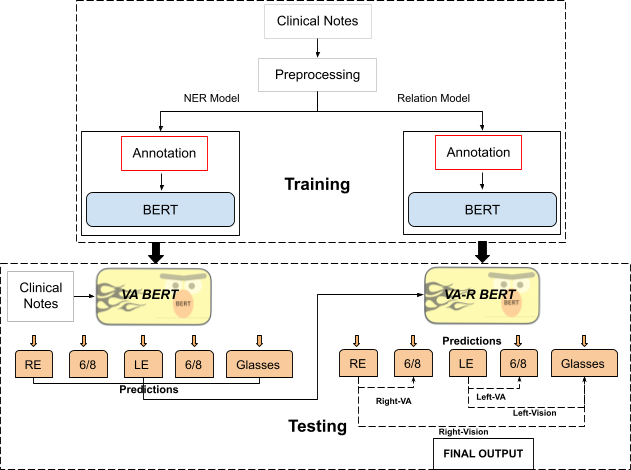 Clinical Notes
Preprocessing
NER Model
Relation Model
Annotation
Annotation
Training
BERT
BERT
Clinical
Notes
VA BERT
BERT
VA-R BERT
BERT
Predictions
RE
6/8
LE
6/8
Glasses
RE
6/8
LE
6/8
Glasses
Predictions
Right-VA
Left-VA
Left-Vision
Testing
Right-Vision
FINAL OUTPUT